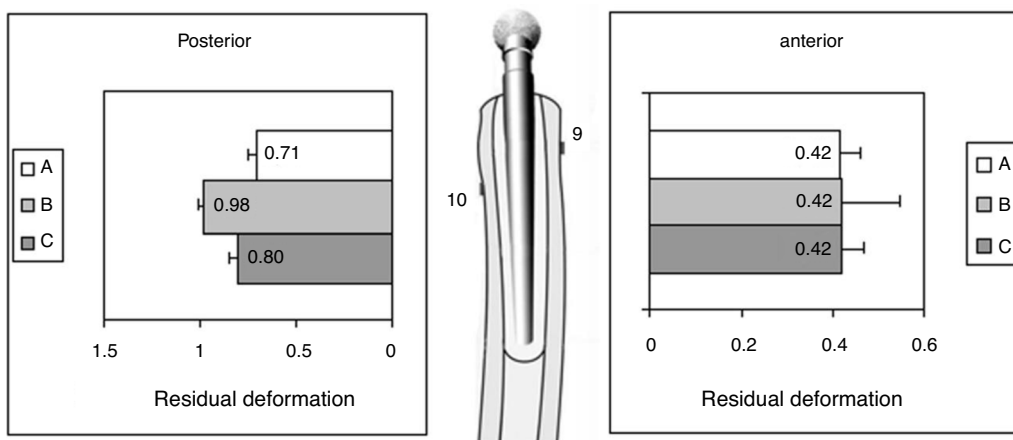 Posterior
A
B
C
0.71
0.98
0.80
1.5 1 0.5 0
Residual deformation
9
10
anterior
0.42
0.42
0.42
A
B
C
0 0.2 0.4 0.6
Residual deformation